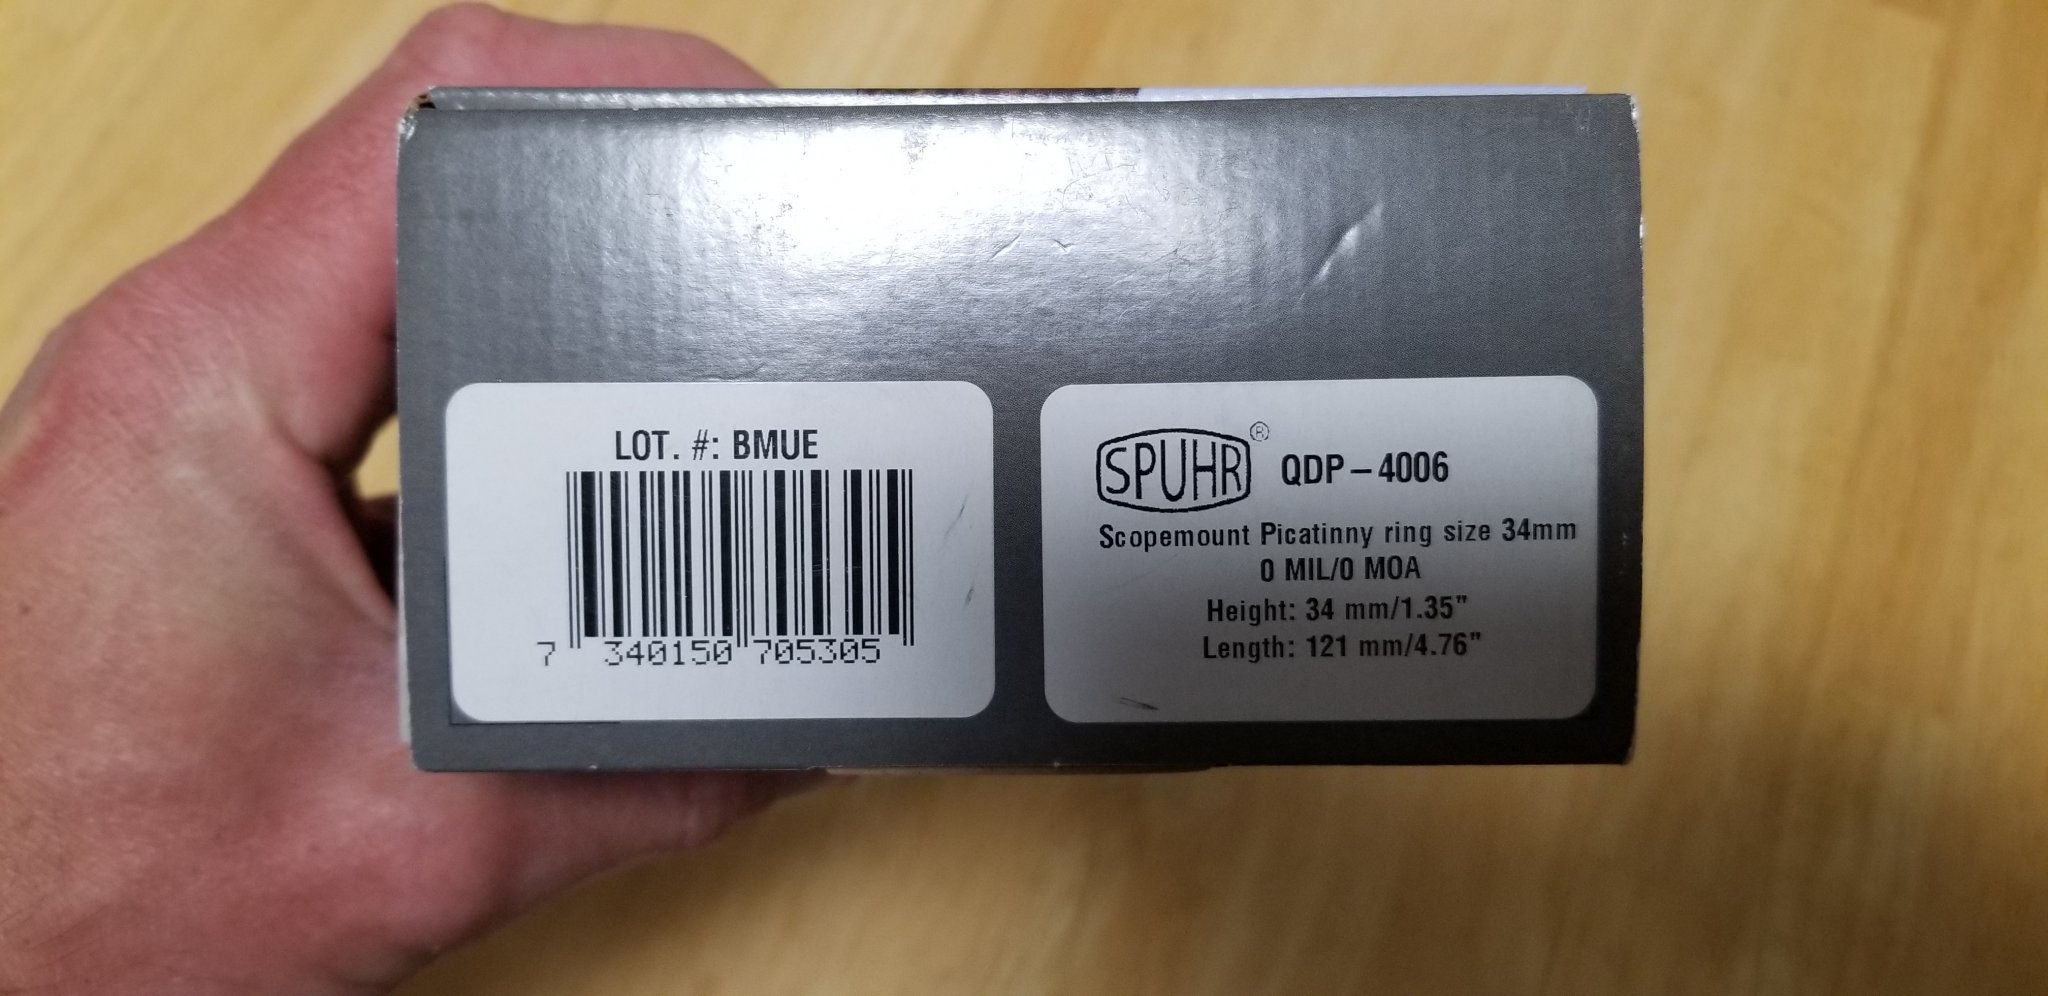 LOT. #: BMUE
7 340150 705305
SPUHR® QDP-4006
Scopemount Picatinny ring size 34mm
0 MIL/0 MOA
Height: 34 mm/1.35"
Length: 121 mm/4.76"